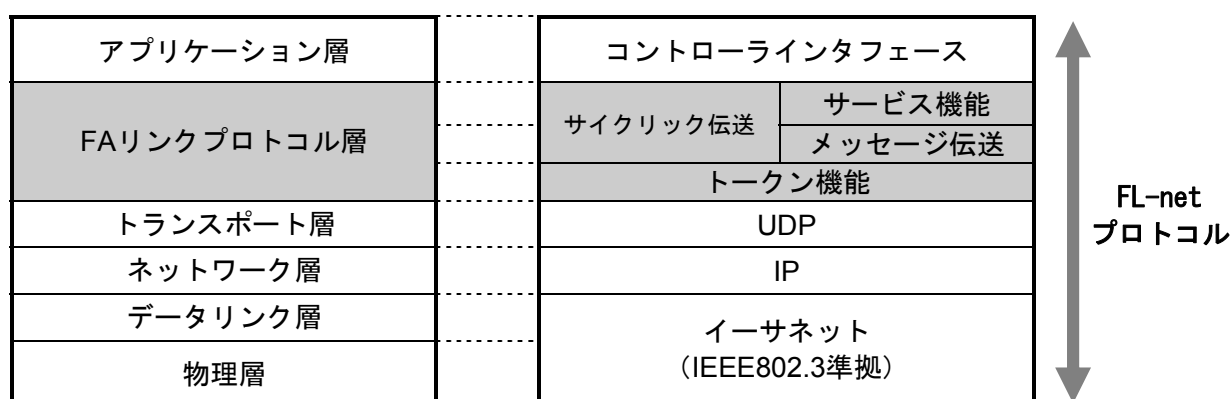 アプリケーション層
FAリンクプロトコル層
トランスポート層
ネットワーク層
データリンク層
物理層
コントローラインタフェース
サイクリック伝送
サービス機能
メッセージ伝送
トークン機能
UDP
IP
イーサネット
（IEEE802.3準拠）
FL-net
プロトコル